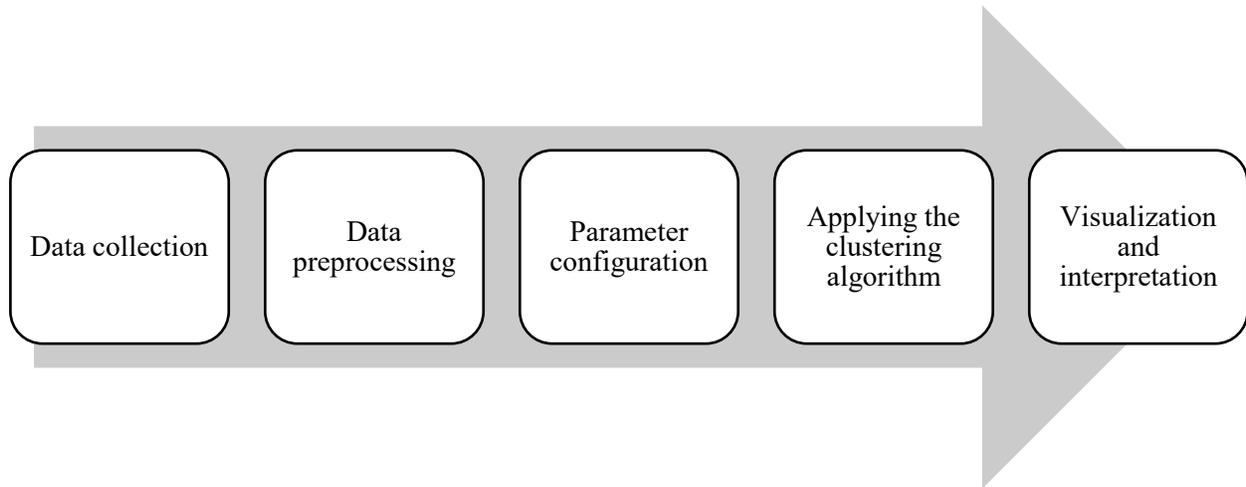 Data collection
Data
preprocessing
Parameter
configuration
Applying the
clustering
algorithm
Visualization
and
interpretation